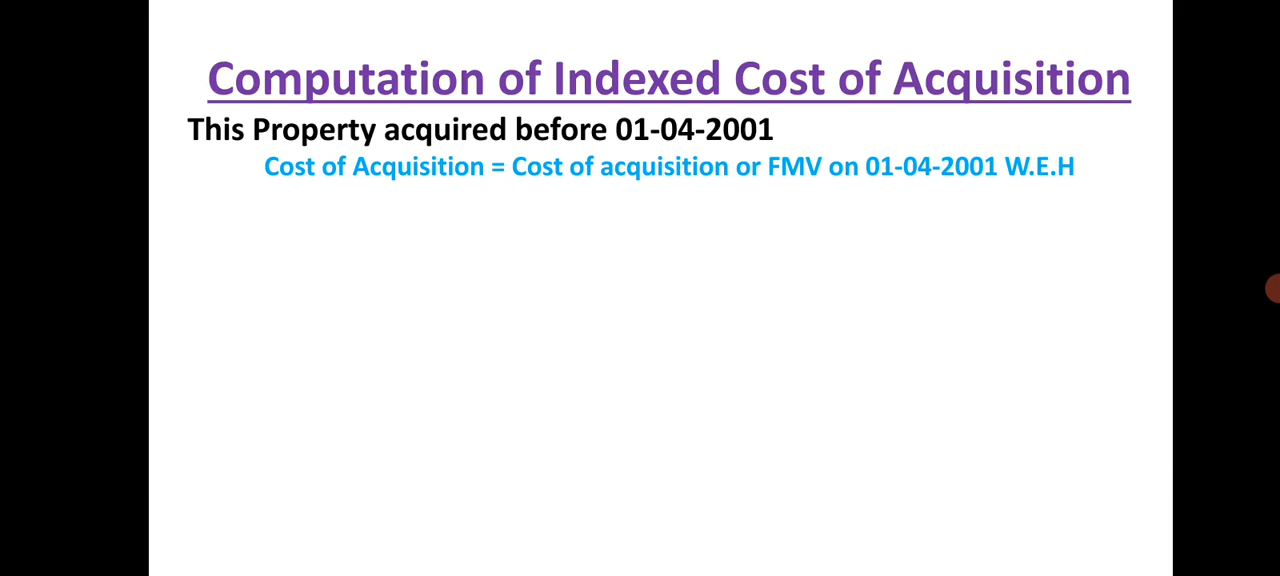 Computation of Indexed Cost of Acquisition
This Property acquired before 01-04-2001
Cost of Acquisition = Cost of acquisition or FMV on 01-04-2001 W.E.H